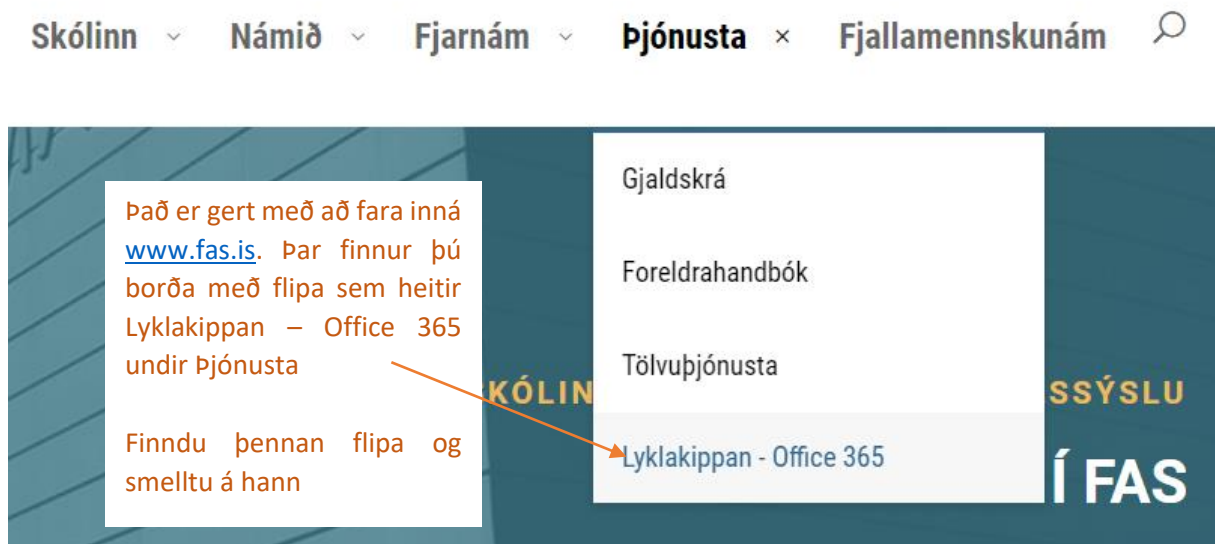 Skólinn Námið Fjarnám Þjónusta × Fjallamennskunám
Gjaldskrá
Foreldrahandbók
Tölvuþjónusta
Lyklakippan - Office 365
Það er gert með að fara inná
www.fas.is. Þar finnur þú
borða með flipa sem heitir
Lyklakippan – Office 365
undir Þjónusta
Finndu þennan flipa og
smelltu á hann
KÓLIN SSÝSLU
Í FAS